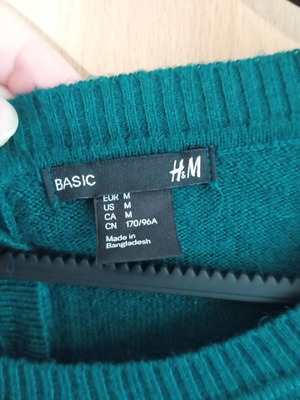 BASIC H&M
EUR M
US M
CA M
CN 170/96A
Made in
Bangladesh